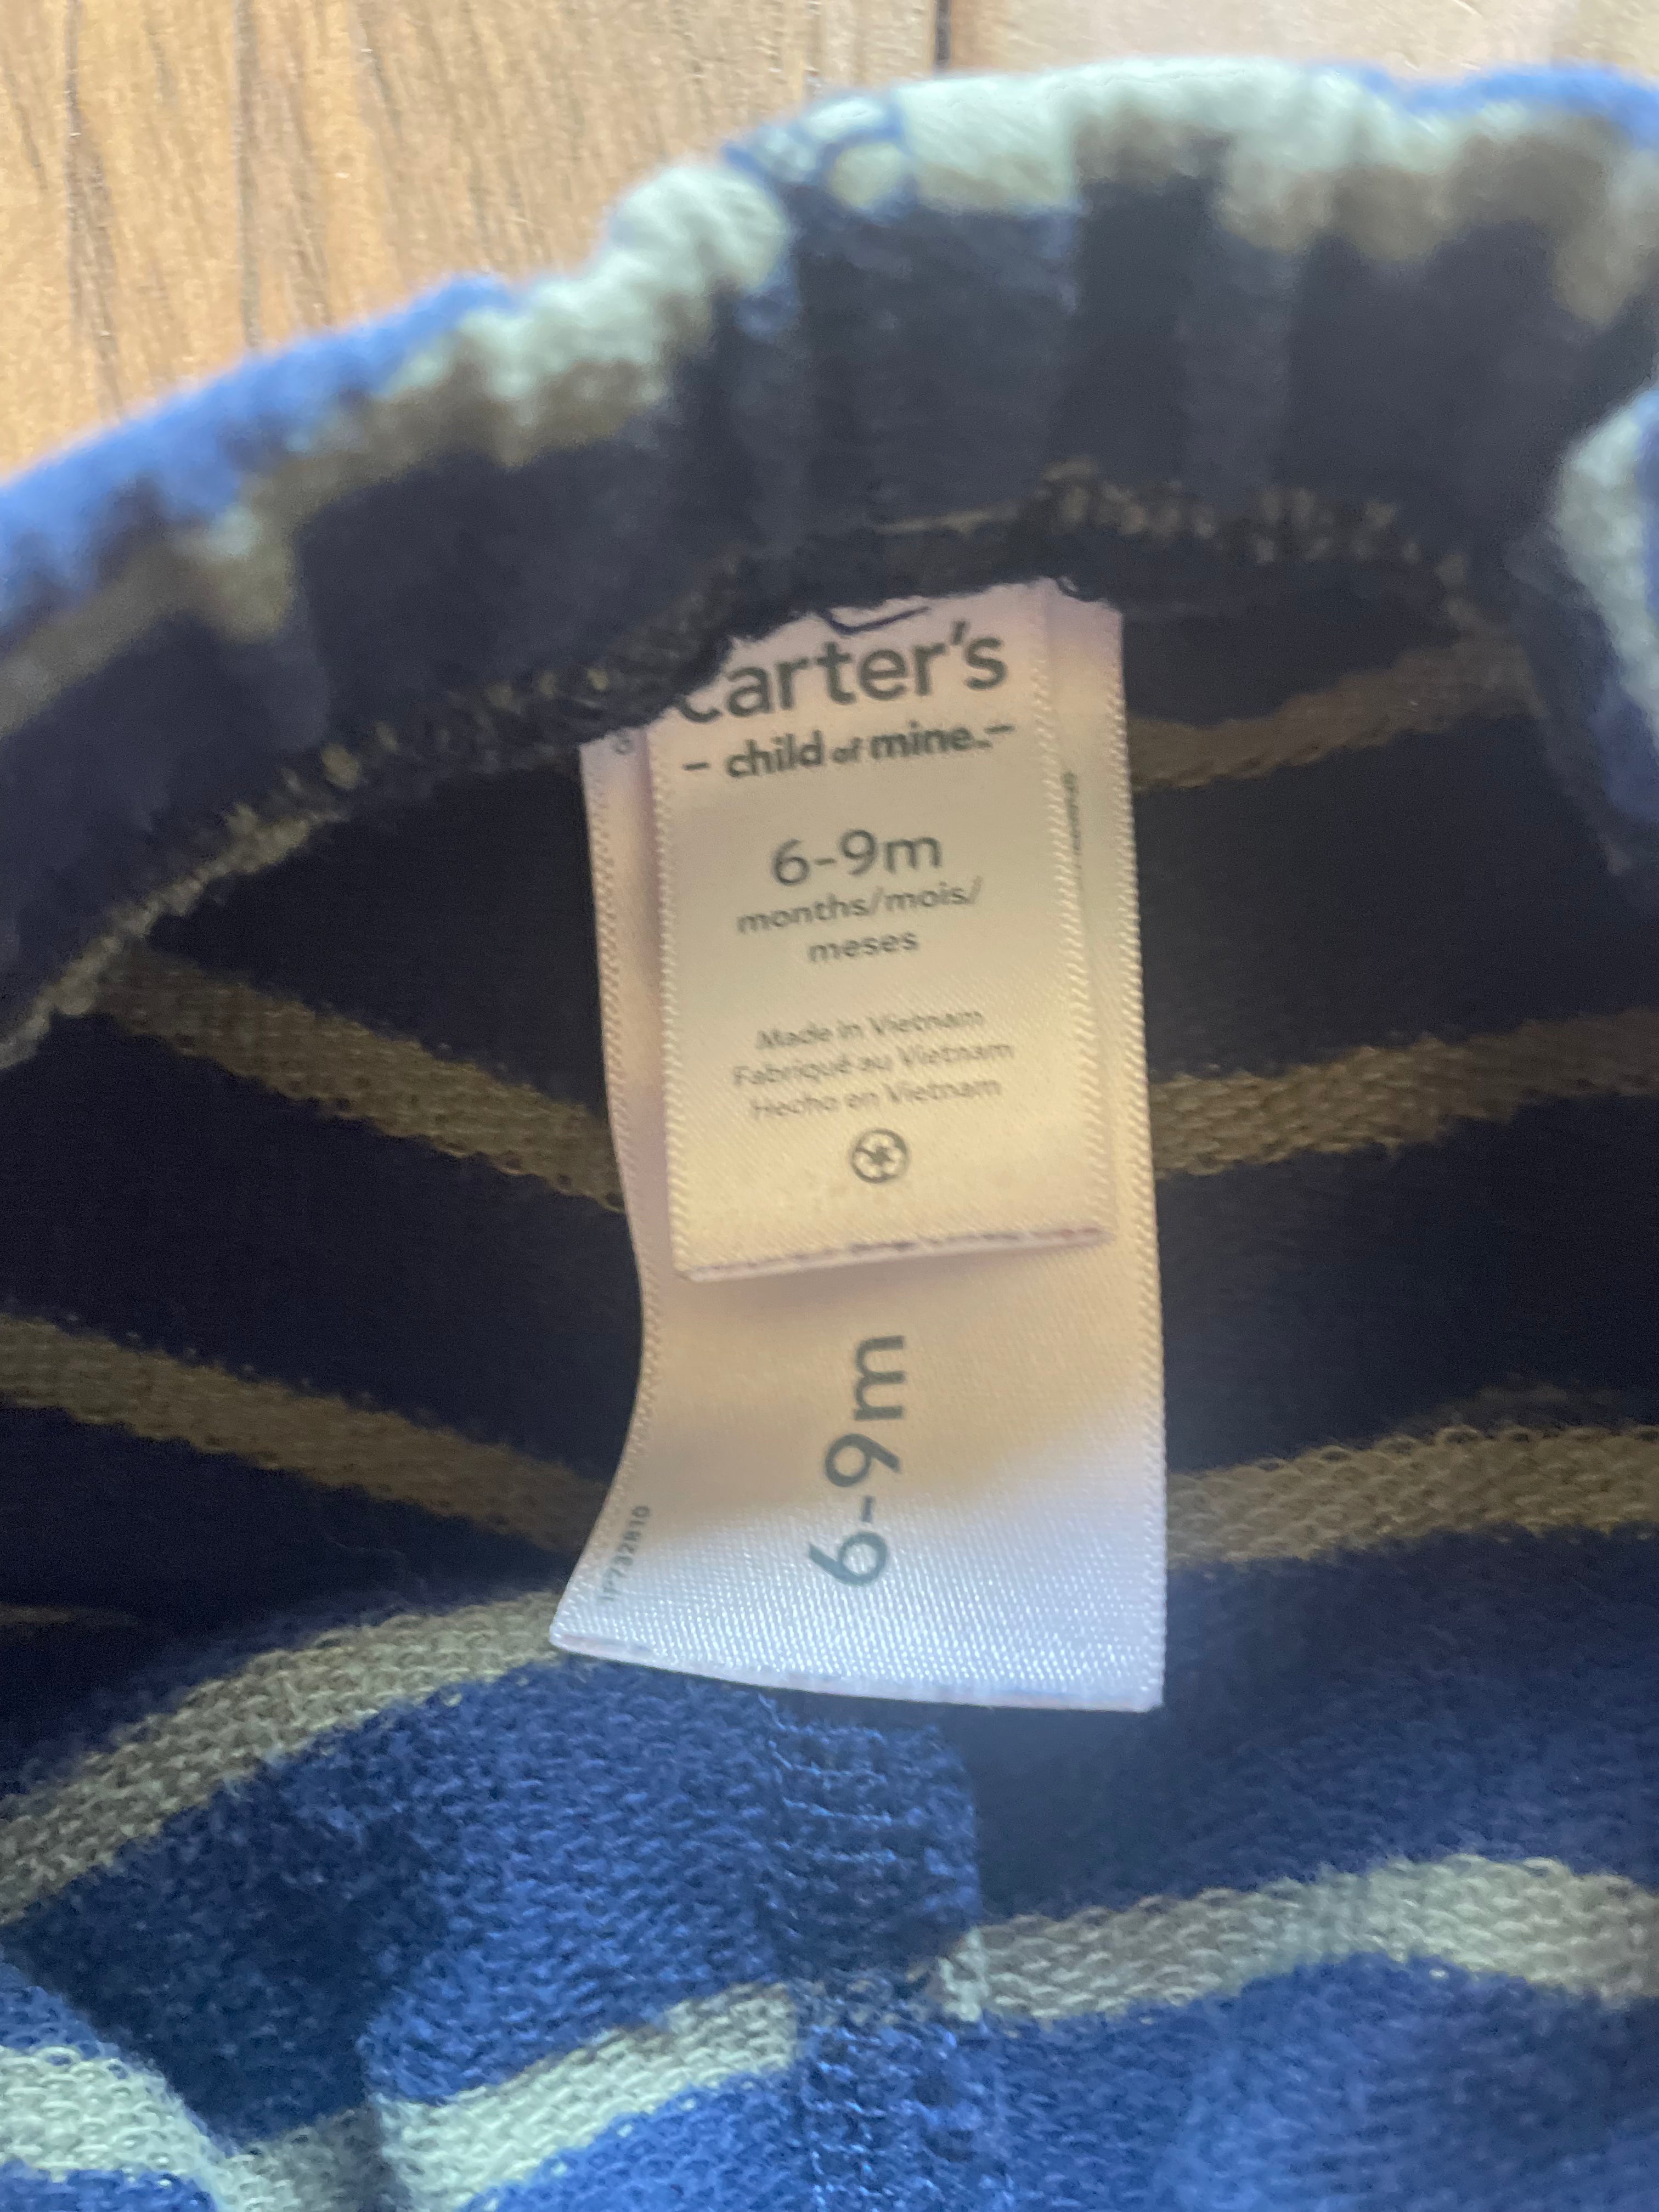 carter's
- child of mine. -
6-9m
months/mois/
meses
Made in Vietnam
Fabriqué au Vietnam
Hecho en Vietnam
6-9m